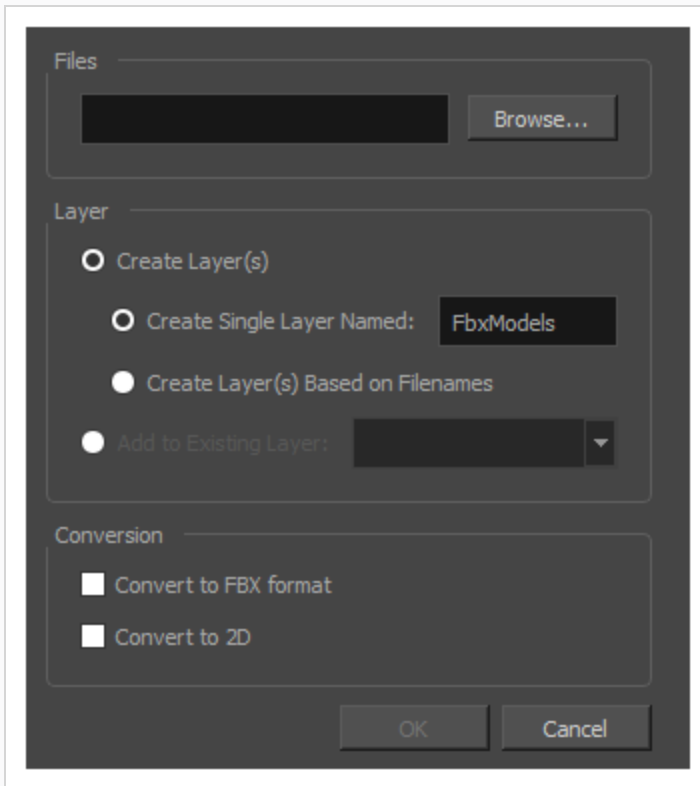 Files
Browse...
Layer
Create Layer(s)
Create Single Layer Named: FbxModels
Create Layer(s) Based on Filenames
Add to Existing Layer:
Conversion
Convert to FBX format
Convert to 2D
OK Cancel